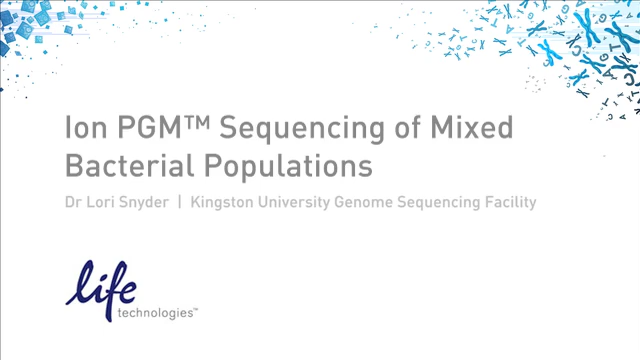 Ion PGM™ Sequencing of Mixed
Bacterial Populations
Dr Lori Snyder | Kingston University Genome Sequencing Facility
life
technologies™